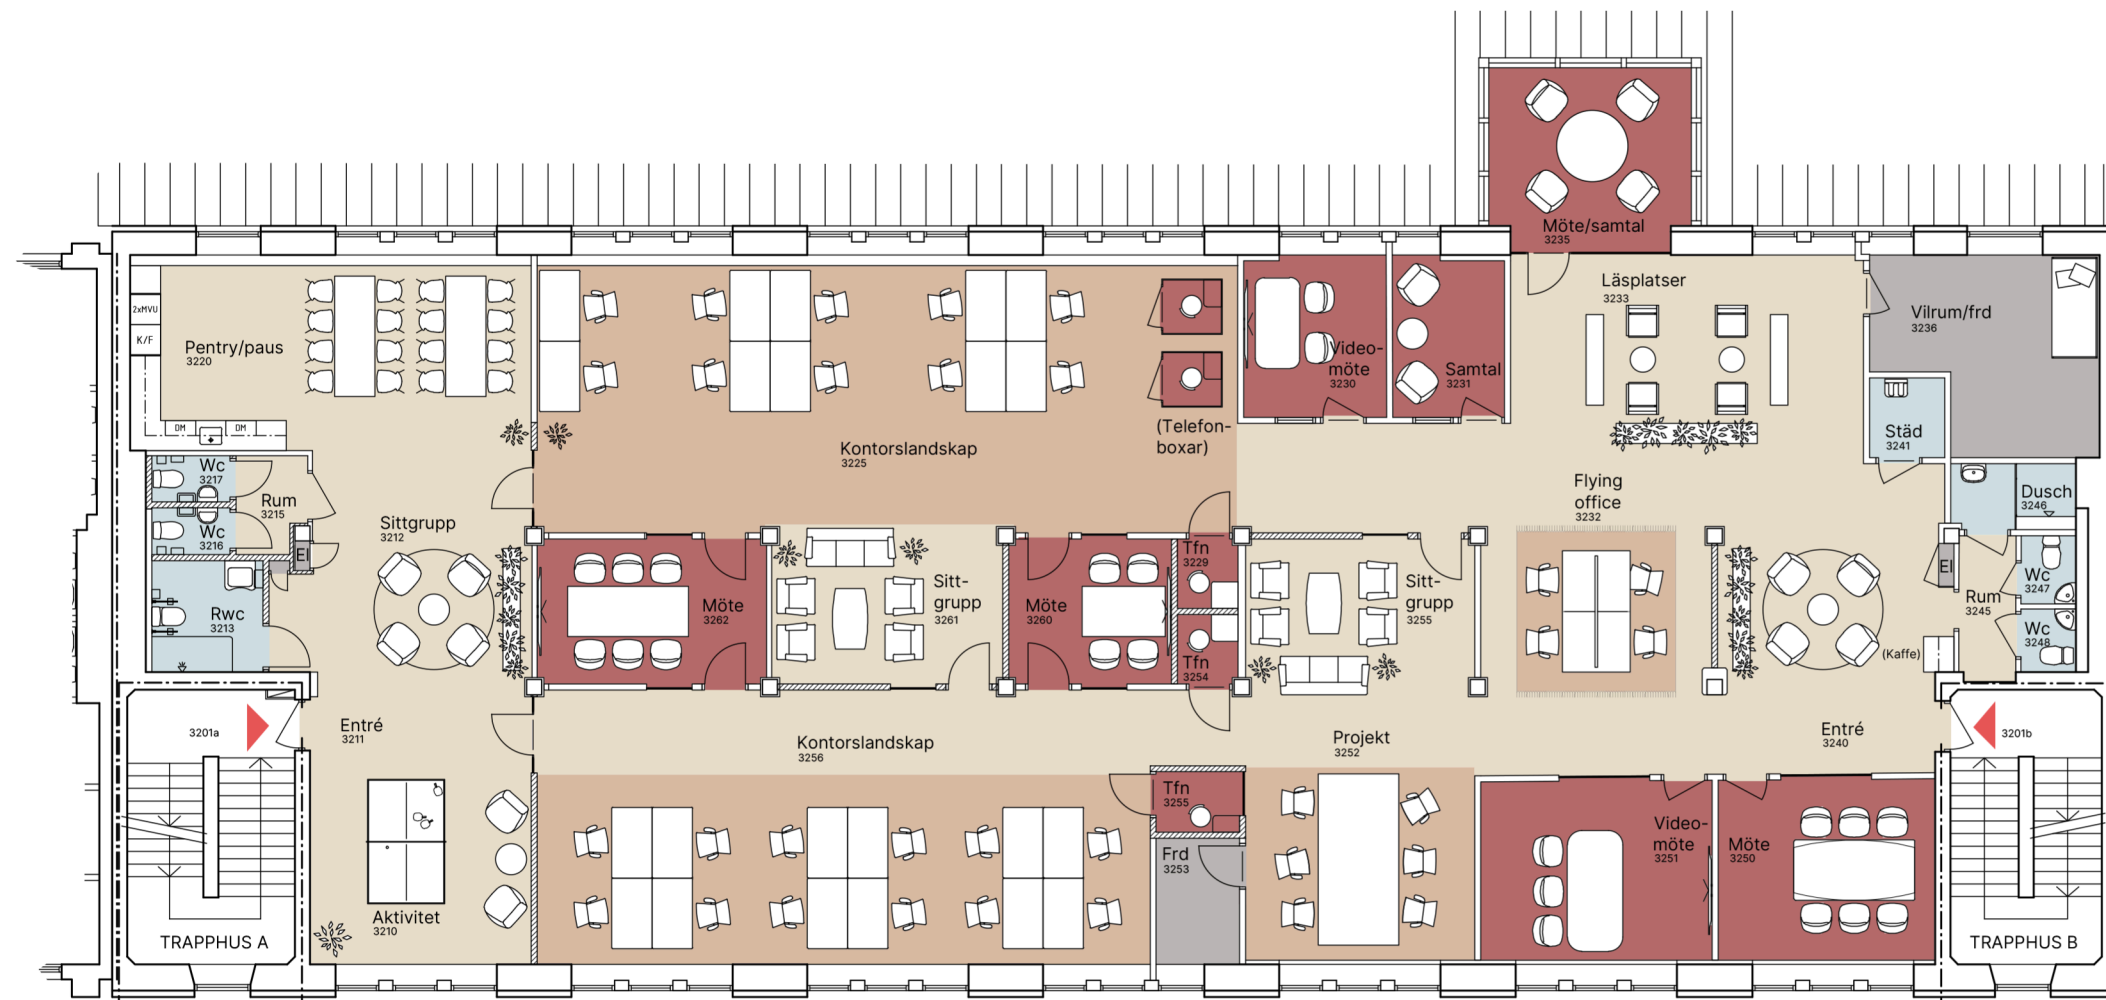 Möte/samtal
3235
Läsplatser
3233
2xMVU
K/F
Pentry/paus
3220
DM
DM
Video-
möte
3230
Samtal
3231
Vilrum/frd
3236
(Telefon-
boxar)
Kontorslandskap
3225
Städ
3241
Wc
3217
Rum
3215
Wc
3216
El
Sittgrupp
3212
Flying
office
3232
Dusch
3246
Rwc
3213
Möte
3262
Sitt-
grupp
3261
Möte
3260
Tfn
3229
Tfn
3254
Sitt-
grupp
3255
El
Rum
3245
Wc
3247
Wc
3248
(Kaffe)
3201a
Entré
3211
Kontorslandskap
3256
Projekt
3252
Entré
3240
3201b
Tfn
3255
Frd
3253
Video-
möte
3251
Möte
3250
Aktivitet
3210
TRAPPHUS A
TRAPPHUS B